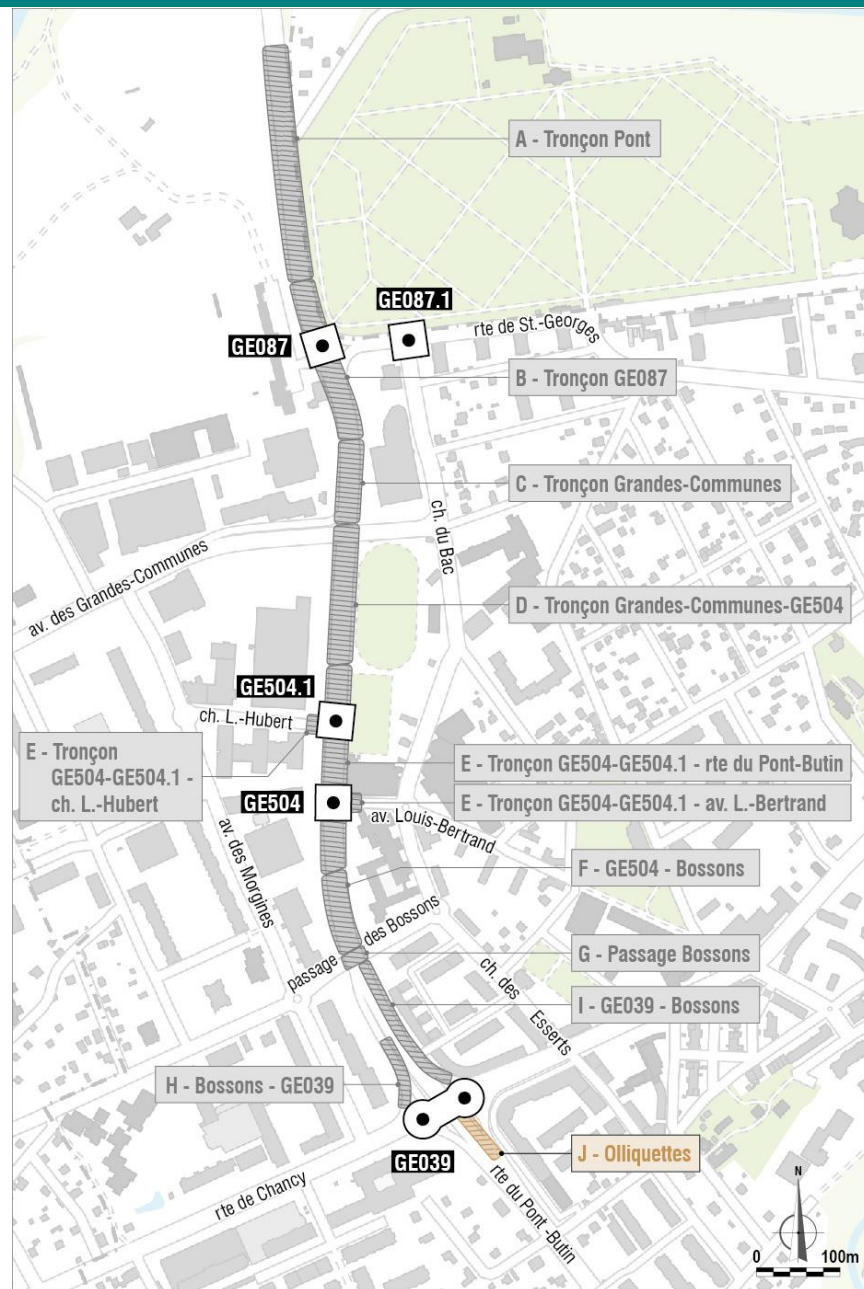 A - Tronçon Pont
GE087.1
GE087
rte de St.-Georges
B - Tronçon GE087
C - Tronçon Grandes-Communes
ch. du Bac
av. des Grandes-Communes
D - Tronçon Grandes-Communes-GE504
GE504.1
ch. L.-Hubert
E - Tronçon
GE504-GE504.1 -
ch. L.-Hubert
E - Tronçon GE504-GE504.1 - rte du Pont-Butin
GE504
E - Tronçon GE504-GE504.1 - av. L.-Bertrand
av. Louis-Bertrand
av. des Morgines
F - GE504 - Bossons
passage des Bossons
G - Passage Bossons
ch. des Esserts
I - GE039 - Bossons
H - Bossons - GE039
GE039
J - Olliquettes
rte de Chancy
rte du Pont-Butin
N
0 100m